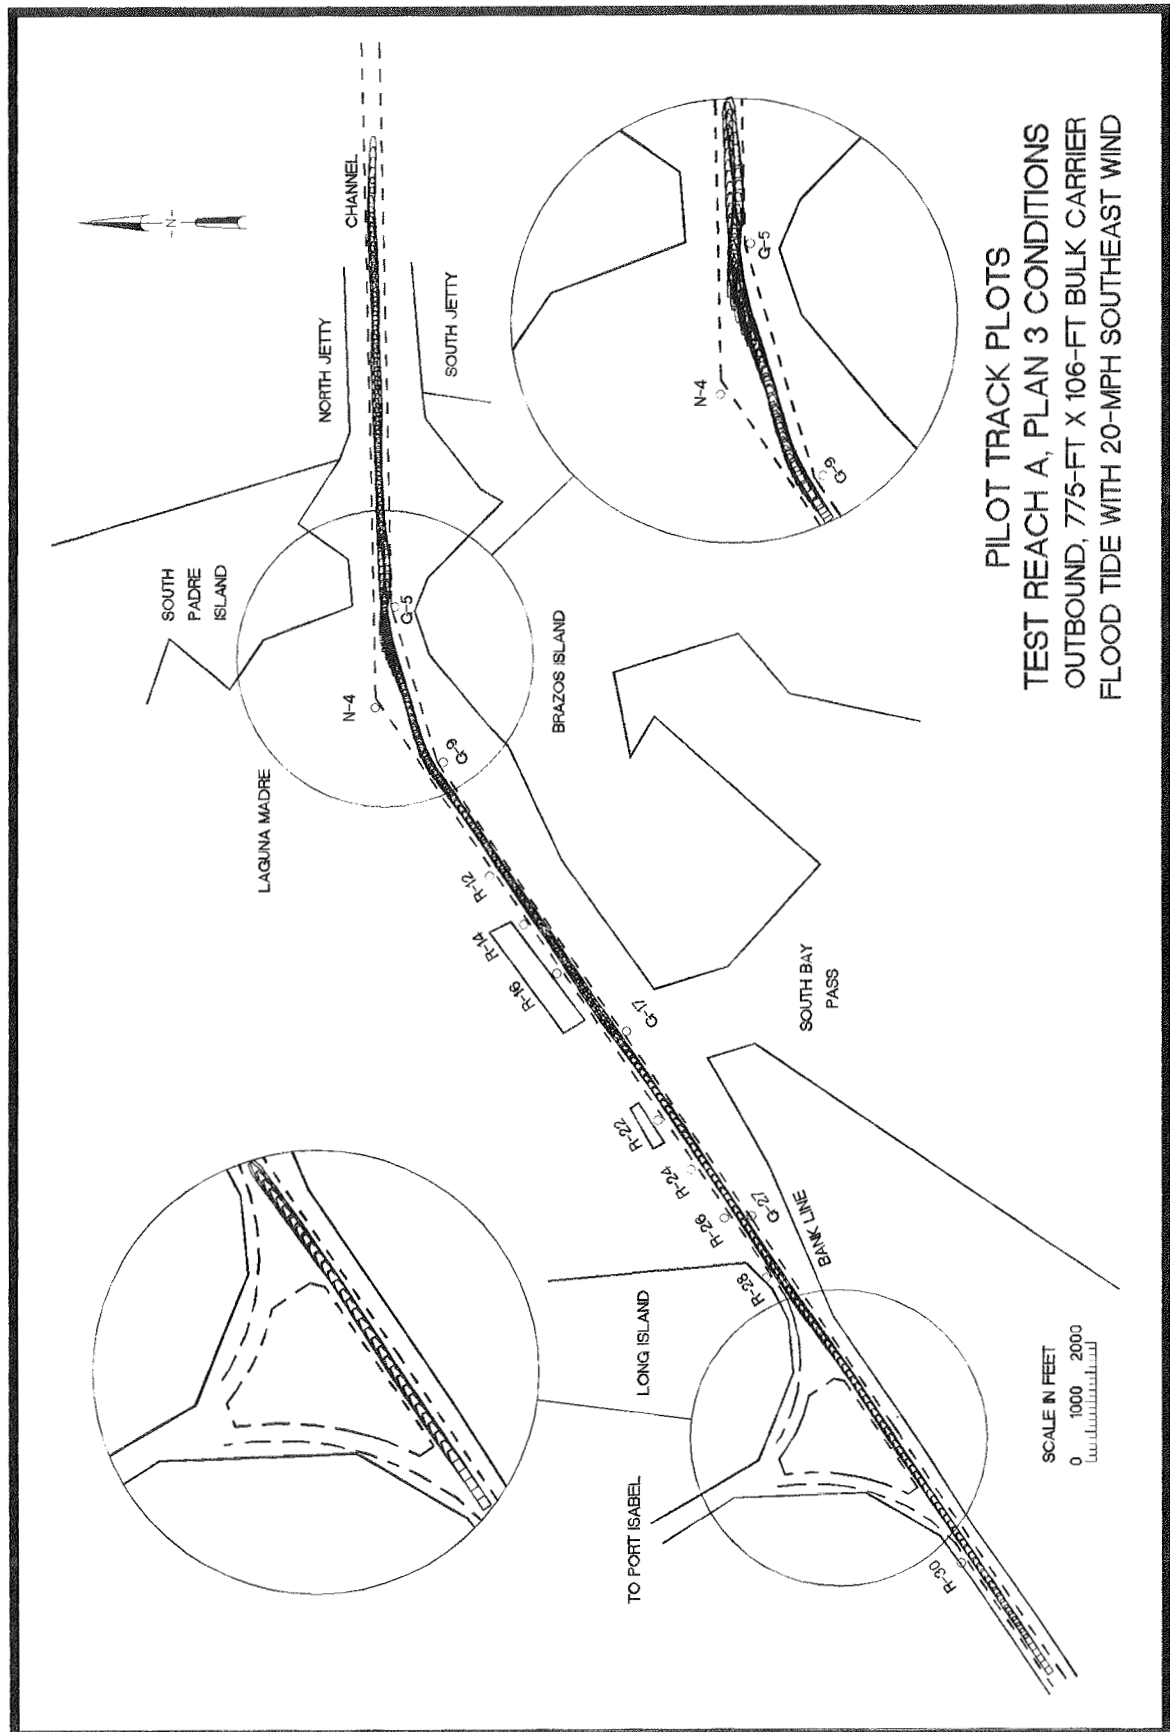 -N-
CHANNEL
NORTH JETTY
SOUTH JETTY
SOUTH
PADRE
ISLAND
G-5
N-4
G-9
LAGUNA MADRE
BRAZOS ISLAND
R-12
R-14
R-16
G-17
SOUTH BAY
PASS
R-22
R-24
R-26
G-27
BANK LINE
R-28
LONG ISLAND
TO PORT ISABEL
R-30
N-4
G-5
G-9
SCALE IN FEET
0 1000 2000
PILOT TRACK PLOTS
TEST REACH A, PLAN 3 CONDITIONS
OUTBOUND, 775-FT X 106-FT BULK CARRIER
FLOOD TIDE WITH 20-MPH SOUTHEAST WIND